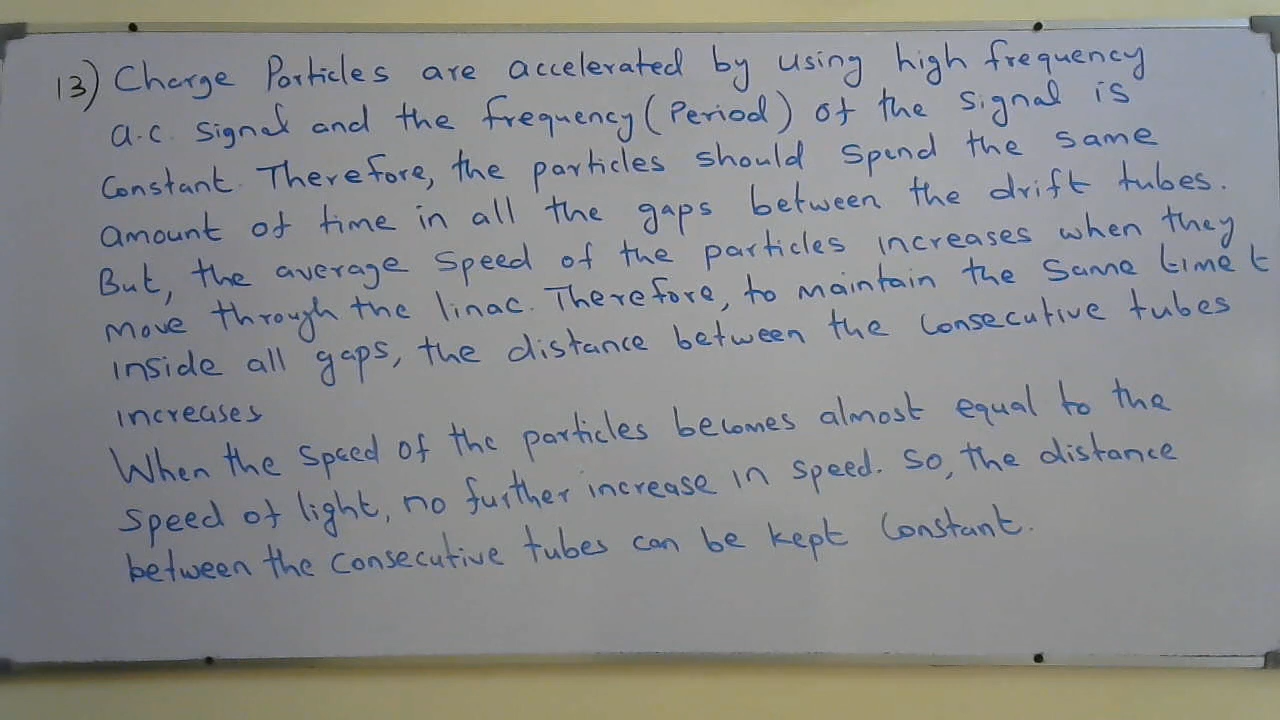 13) Charge Particles are accelerated by using high frequency
a.c. signal and the frequency (Period) of the signal is
Constant. Therefore, the particles should spend the same
amount of time in all the gaps between the drift tubes.
But, the average speed of the particles increases when they
move through the linac. Therefore, to maintain the same time t
inside all gaps, the distance between the consecutive tubes
increases
When the speed of the particles becomes almost equal to the
speed of light, no further increase in speed. So, the distance
between the consecutive tubes can be kept constant.